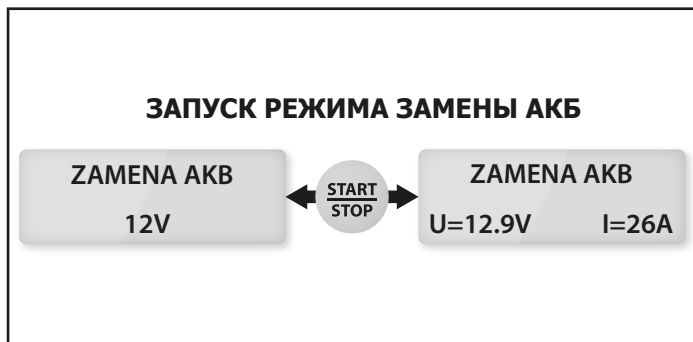 ЗАПУСК РЕЖИМА ЗАМЕНЫ АКБ
ZAMENA AKB
12V
START
STOP
ZAMENA AKB
U=12.9V I=26A